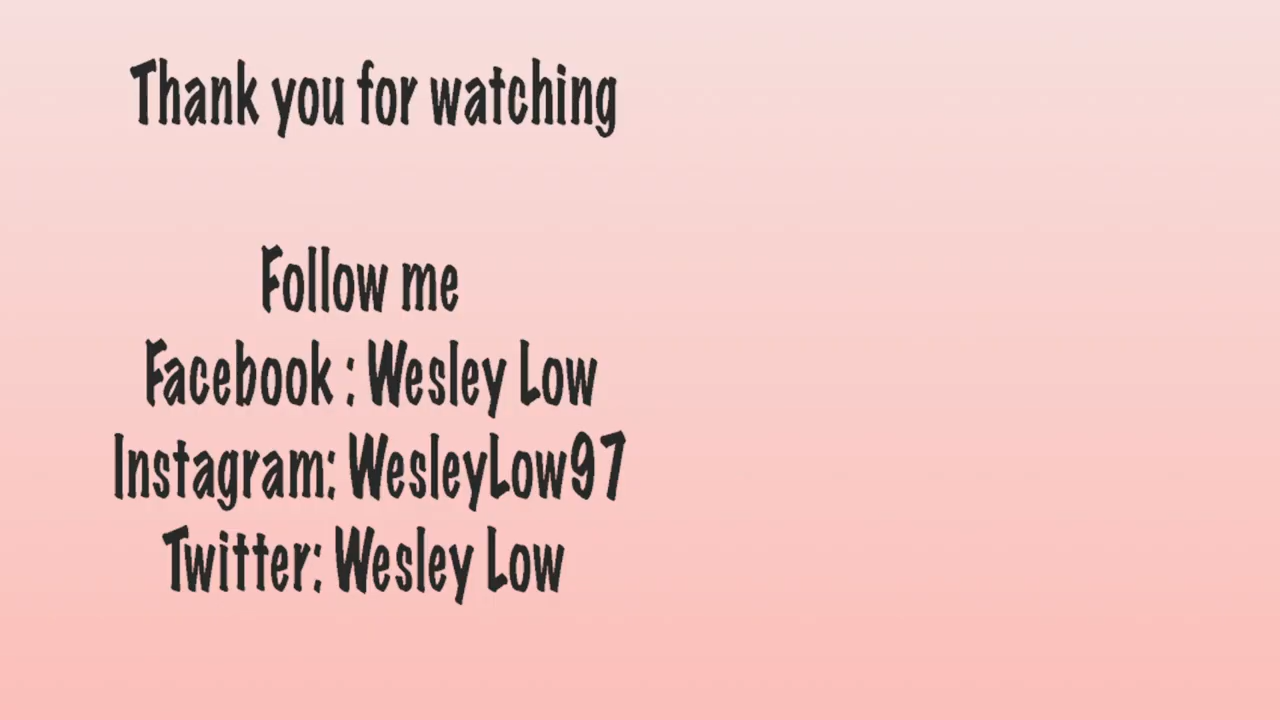 Thank you for watching
Follow me
Facebook : Wesley Low
Instagram: WesleyLow97
Twitter: Wesley Low